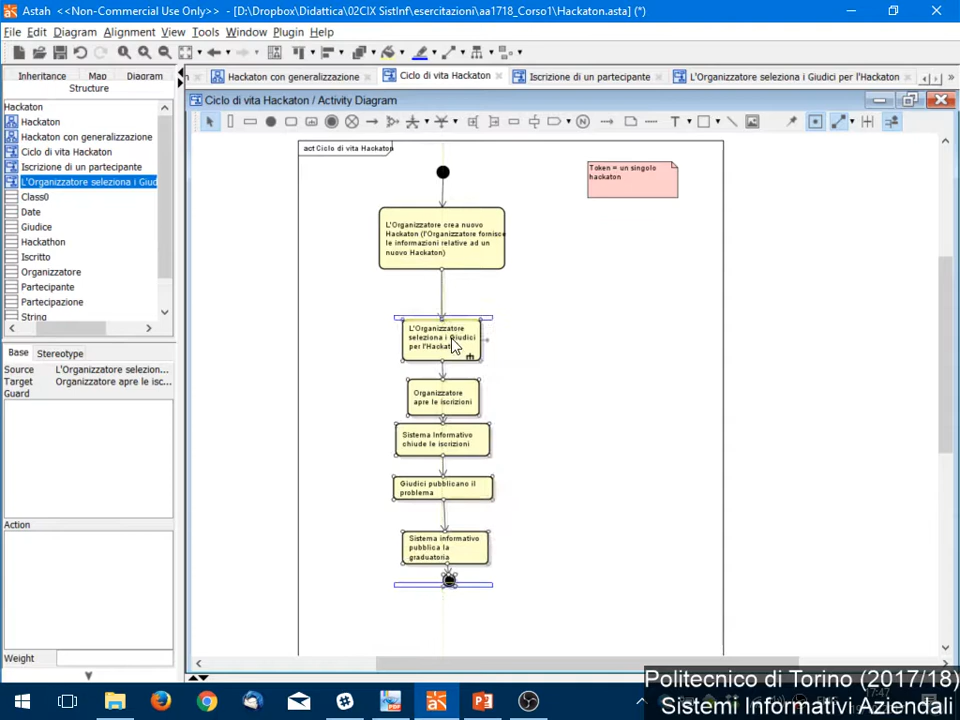 Astah <<Non-Commercial Use Only>> - [D:\Dropbox\Didattica\02CIX SistInf\esercitazioni\aa1718_Corso1\Hackaton.asta] (*)
File Edit Diagram Alignment View Tools Window Plugin Help
Inheritance Map Diagram
Structure
Hackaton con generalizzazione
Ciclo di vita Hackaton
Iscrizione di un partecipante
L'Organizzatore seleziona i Giudici per l'Hackaton
Ciclo di vita Hackaton / Activity Diagram
Hackaton
Hackaton
Hackaton con generalizzazione
Ciclo di vita Hackaton
Iscrizione di un partecipante
L'Organizzatore seleziona i Giud
Class0
Date
Giudice
Hackathon
Iscritto
Organizzatore
Partecipante
Partecipazione
String
Base Stereotype
Source L'Organizzatore selezion...
Target Organizzatore apre le isc...
Guard
Action
Weight
act Ciclo di vita Hackaton
Token = un singolo
hackaton
L'Organizzatore crea nuovo
Hackaton (l'Organizzatore fornisce
le informazioni relative ad un
nuovo Hackaton)
L'Organizzatore
seleziona i Giudici
per l'Hackat
Organizzatore
apre le iscrizioni
Sistema Informativo
chiude le iscrizioni
Giudici pubblicano il
problema
Sistema informativo
pubblica la
graduatoria
Politecnico di Torino (2017/18)
Sistemi Informativi Aziendali